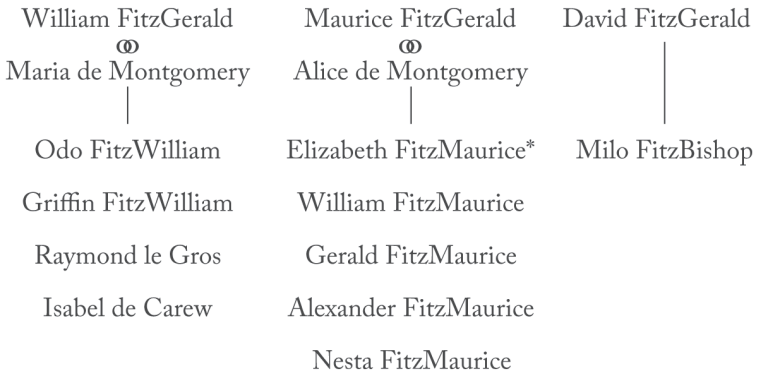 William FitzGerald
Maria de Montgomery
Odo FitzWilliam
Griffin FitzWilliam
Raymond le Gros
Isabel de Carew
Maurice FitzGerald
Alice de Montgomery
Elizabeth FitzMaurice*
William FitzMaurice
Gerald FitzMaurice
Alexander FitzMaurice
Nesta FitzMaurice
David FitzGerald
Milo FitzBishop